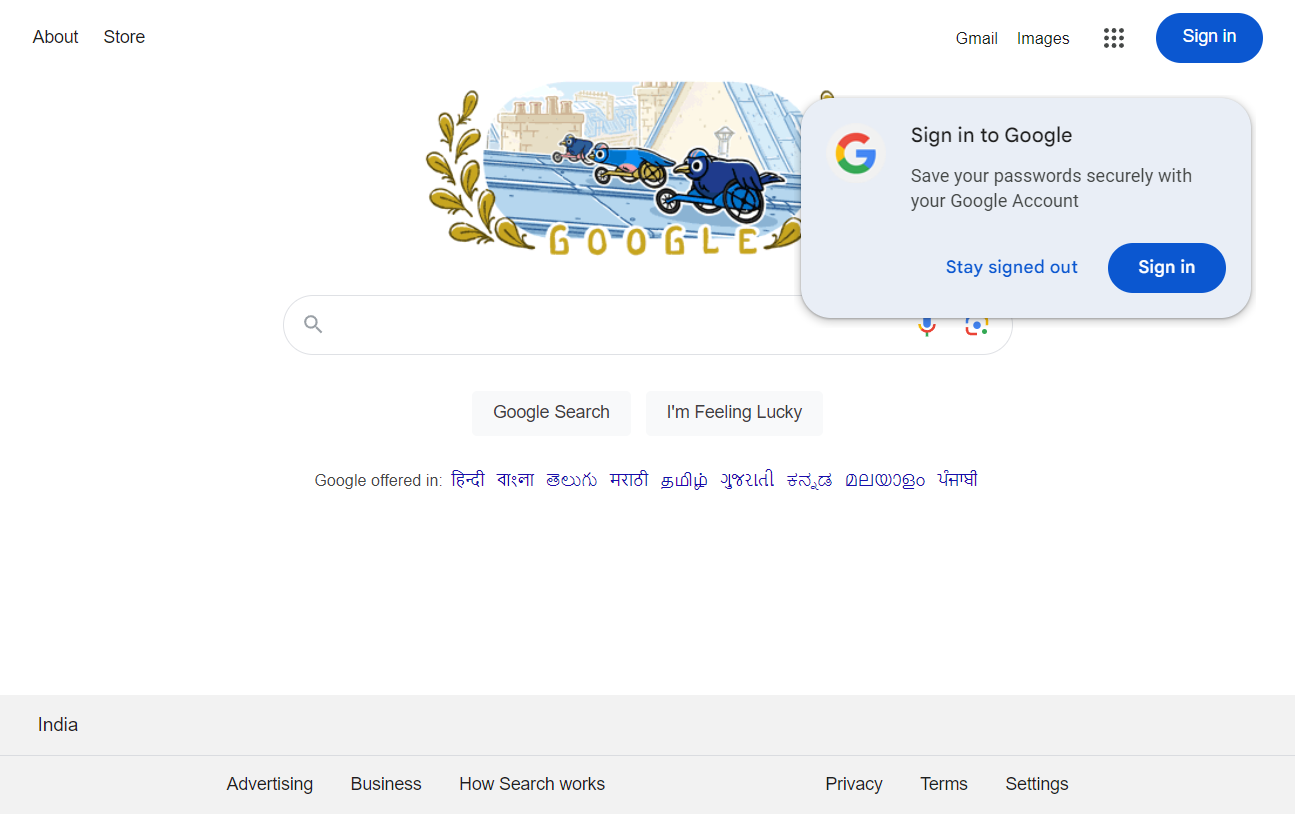 About Store Gmail Images Sign in
GOOGLE
Sign in to Google
Save your passwords securely with
your Google Account
Stay signed out Sign in
Google Search I'm Feeling Lucky
Google offered in: हिन्दी বাংলা తెలుగు मराठी தமிழ் ગુજરાતી ಕನ್ನಡ മലയാളം ਪੰਜਾਬੀ
India
Advertising Business How Search works Privacy Terms Settings